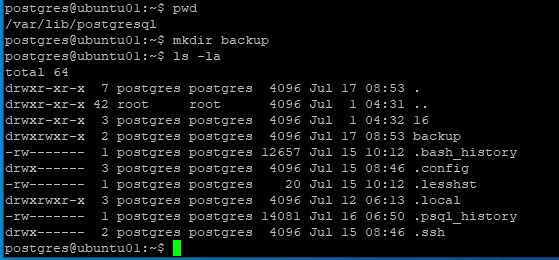 postgres@ubuntu01:~$ pwd
/var/lib/postgresql
postgres@ubuntu01:~$ mkdir backup
postgres@ubuntu01:~$ ls -la
total 64
drwxr-xr-x  7 postgres postgres  4096 Jul 17 08:53 .
drwxr-xr-x 42 root     root      4096 Jul  1 04:31 ..
drwxr-xr-x  3 postgres postgres  4096 Jul  1 04:32 16
drwxrwxr-x  2 postgres postgres  4096 Jul 17 08:53 backup
-rw-------  1 postgres postgres 12657 Jul 15 10:12 .bash_history
drwx------  3 postgres postgres  4096 Jul 15 08:46 .config
-rw-------  1 postgres postgres    20 Jul 15 10:12 .lesshst
drwxrwxr-x  3 postgres postgres  4096 Jul 12 06:13 .local
-rw-------  1 postgres postgres 14081 Jul 16 06:50 .psql_history
drwx------  2 postgres postgres  4096 Jul 15 08:46 .ssh
postgres@ubuntu01:~$